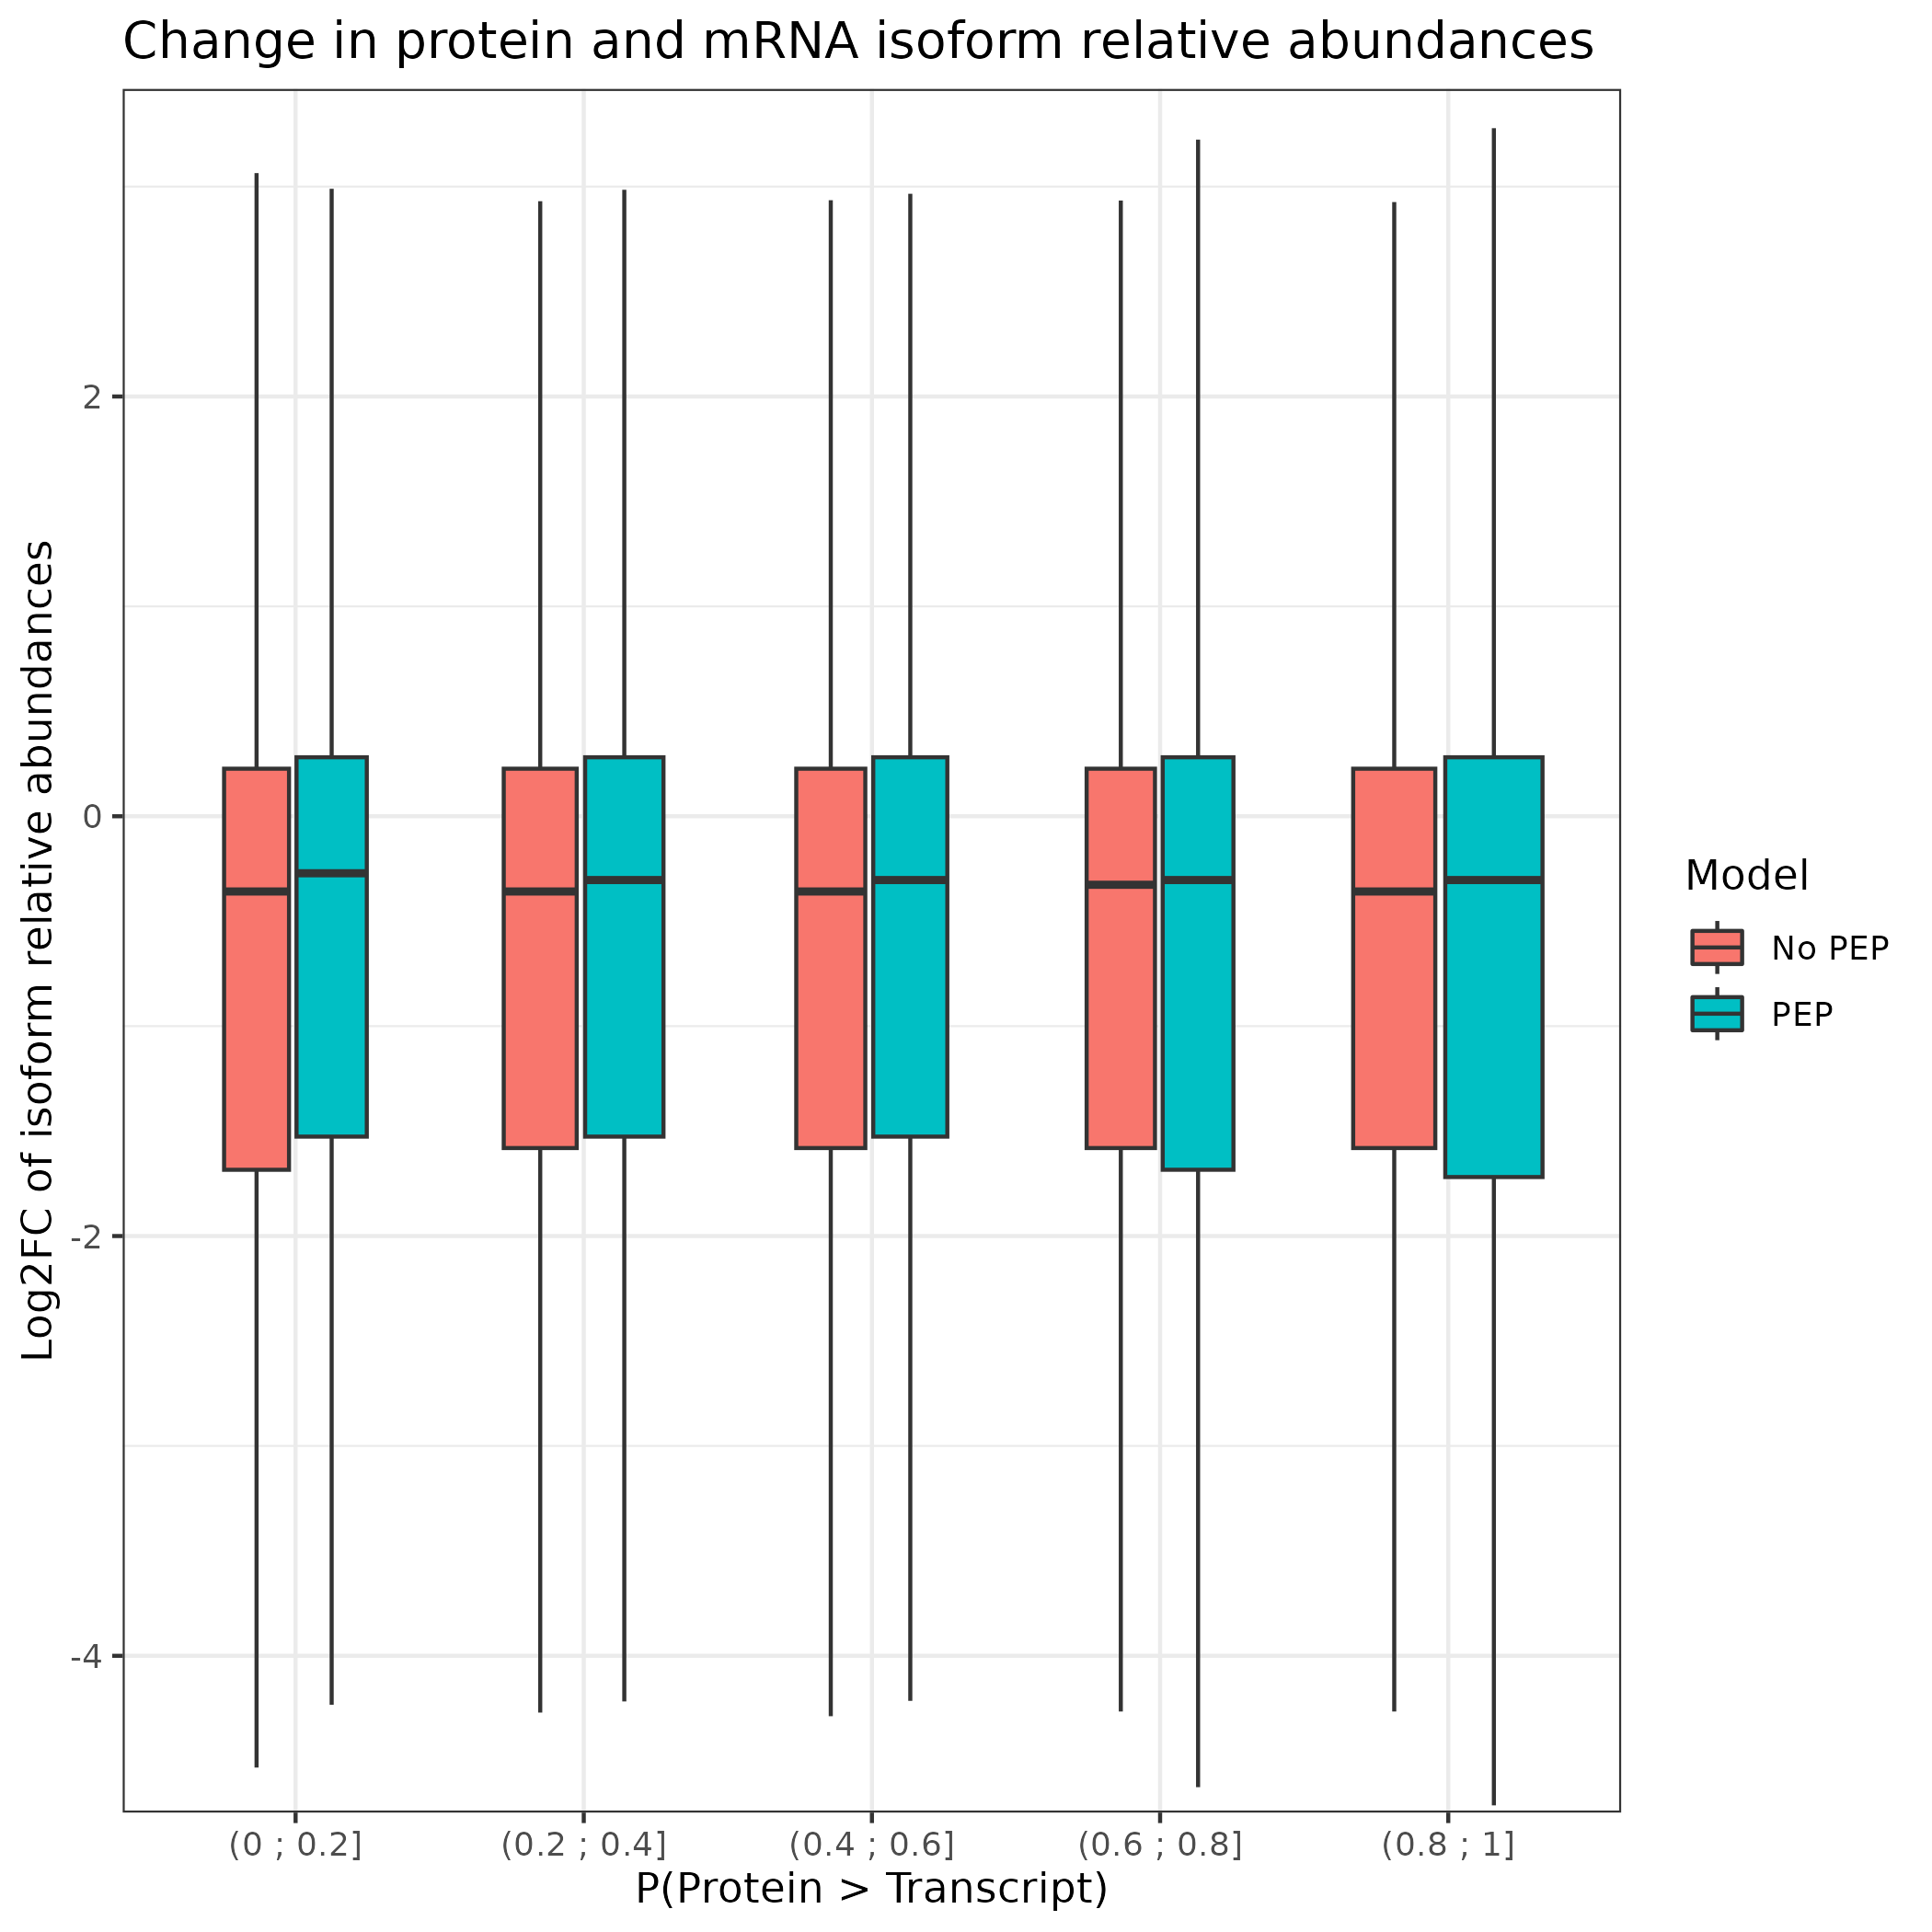 Change in protein and mRNA isoform relative abundances
Log2FC of isoform relative abundances
2
0
-2
-4
(0 ; 0.2]
(0.2 ; 0.4]
(0.4 ; 0.6]
(0.6 ; 0.8]
(0.8 ; 1]
P(Protein > Transcript)
Model
No PEP
PEP